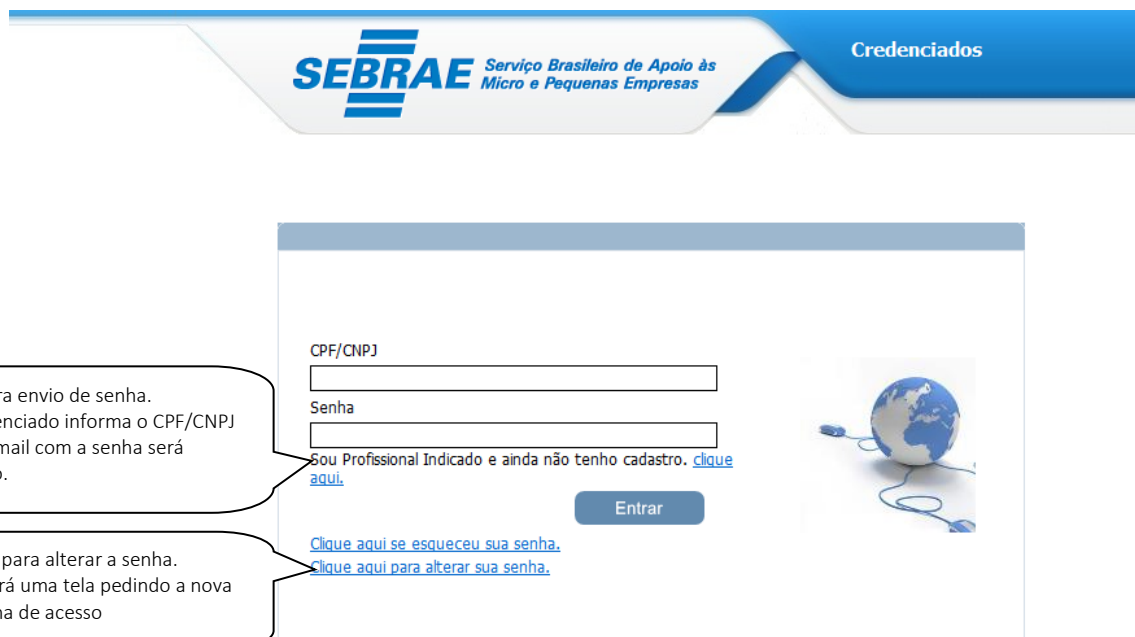 SEBRAE
Serviço Brasileiro de Apoio às
Micro e Pequenas Empresas
Credenciados
CPF/CNPJ
Senha
Sou Profissional Indicado e ainda não tenho cadastro. clique
aqui.
Entrar
Clique aqui se esqueceu sua senha.
Clique aqui para alterar sua senha.
envio de senha.
informa o CPF/CNPJ
com a senha será
para alterar a senha.
uma tela pedindo a nova
de acesso